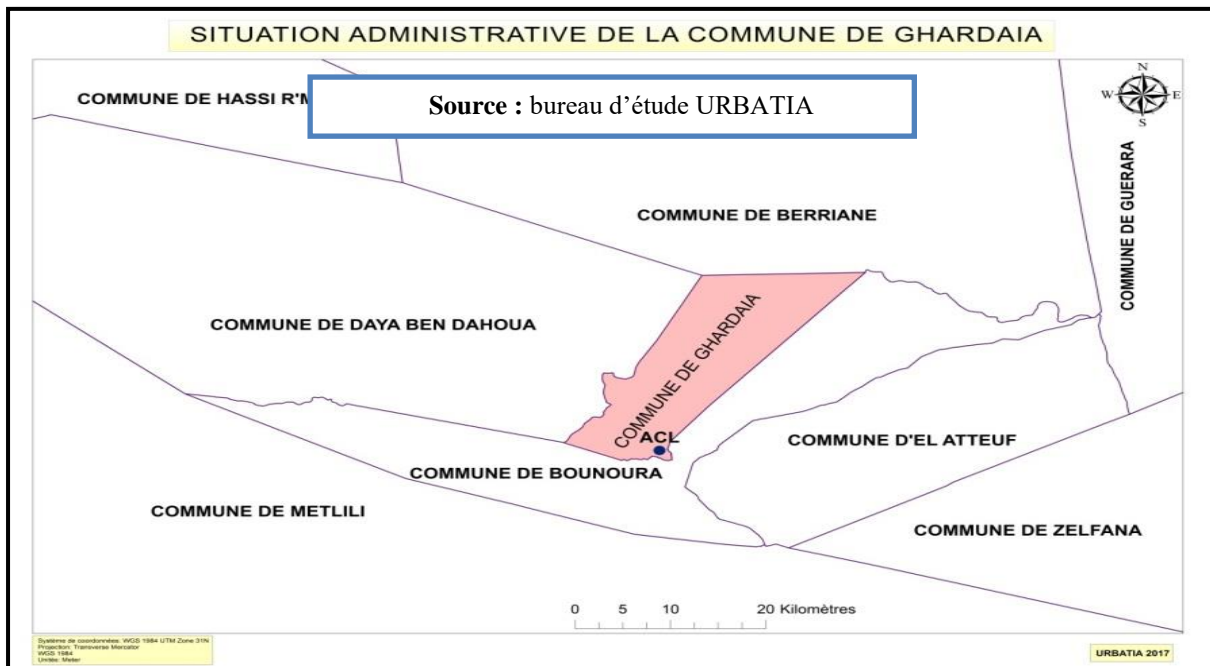 SITUATION ADMINISTRATIVE DE LA COMMUNE DE GHARDAIA
COMMUNE DE HASSI R'M
Source : bureau d'étude URBATIA
N
W E
S
COMMUNE DE GUERARA
COMMUNE DE BERRIANE
COMMUNE DE DAYA BEN DAHOUA
COMMUNE DE GHARDAIA
ACL
COMMUNE D'EL ATTEUF
COMMUNE DE BOUNOURA
COMMUNE DE METLILI
COMMUNE DE ZELFANA
0 5 10 20 Kilomètres
Système de coordonnées: WGS 1984 UTM Zone 31N
Projection: Transverse Mercator
WGS 1984
Unités: Meter
URBATIA 2017